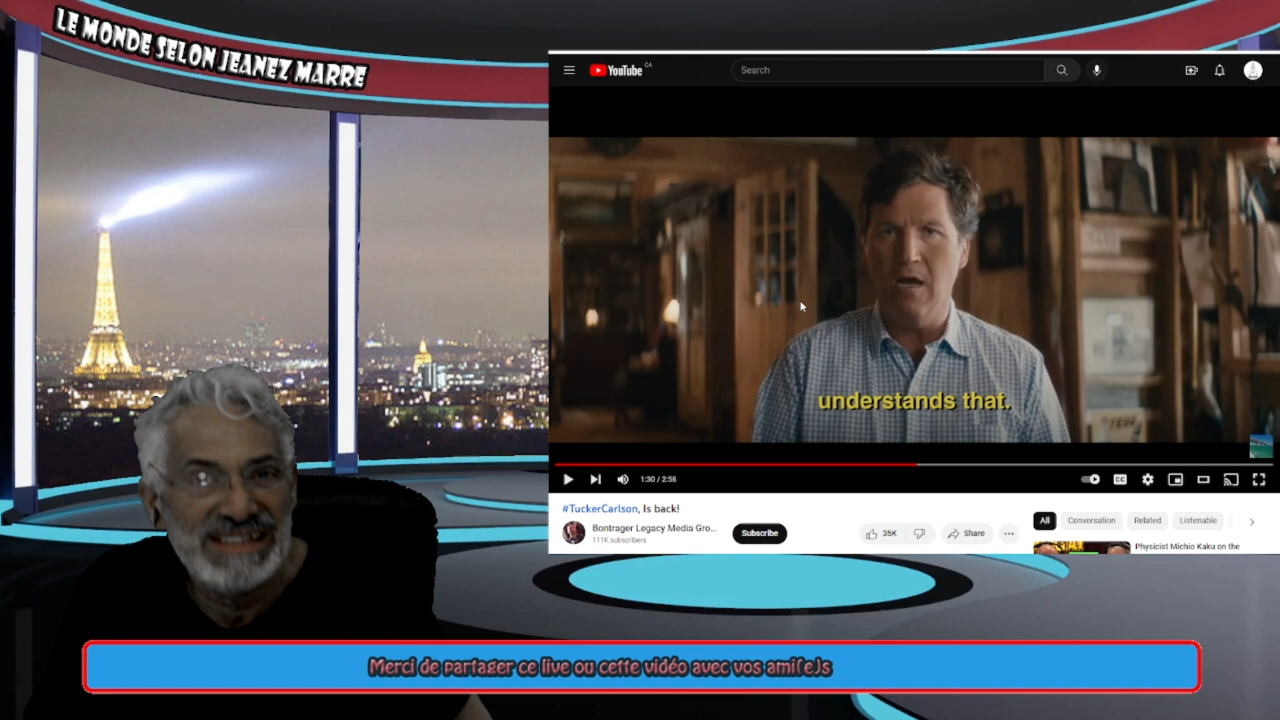 LE MONDE SELON JEANEZ MARRE
YouTube CA
Search
understands that.
1:30 / 2:58
#TuckerCarlson, Is back!
Bontrager Legacy Media Gro...
111K subscribers
Subscribe
35K
Share
All
Conversation
Related
Listenable
Physicist Michio Kaku on the
Merci de partager ce live ou cette vidéo avec vos ami(e)s